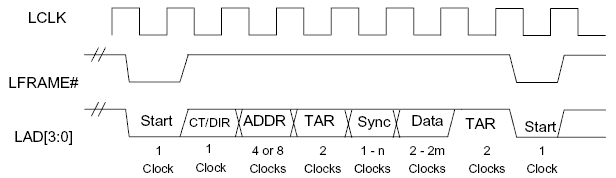 LCLK
LFRAME#
LAD[3:0]
Start CT/DIR ADDR TAR Sync Data TAR Start
1 1 4 or 8 2 1 - n 2 - 2m 2 1
Clock Clock Clocks Clocks Clocks Clocks Clocks Clock